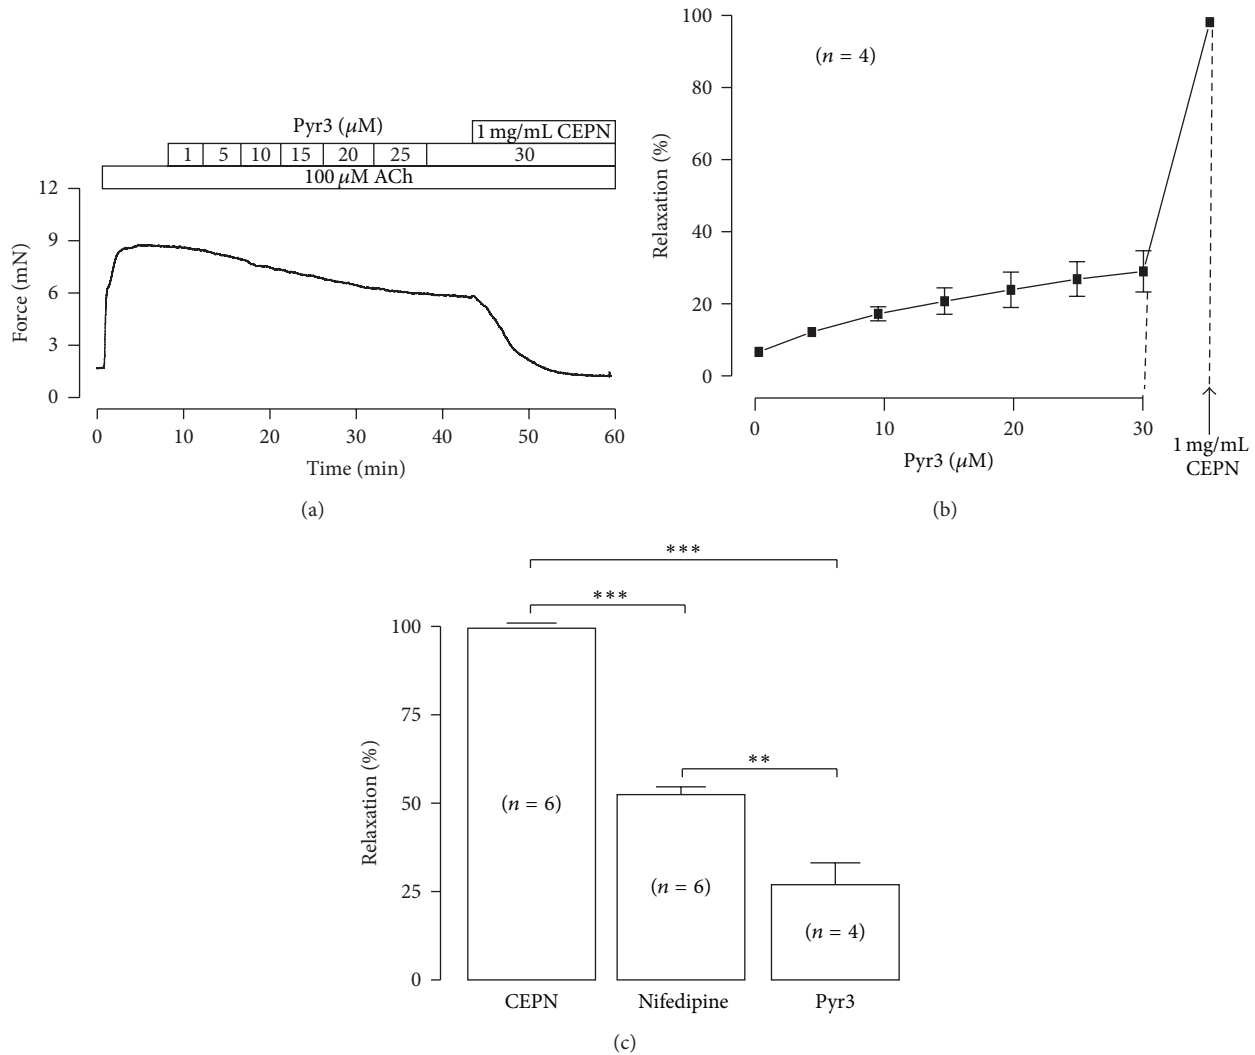 Pyr3 (μM)
1 mg/mL CEPN
1 5 10 15 20 25 30
100 μM ACh
12
9
6
3
0
Force (mN)
0 10 20 30 40 50 60
Time (min)
(a)
100
80
60
40
20
0
Relaxation (%)
(n = 4)
0 10 20 30
Pyr3 (μM)
1 mg/mL
CEPN
(b)
***
***
**
100
75
50
25
0
Relaxation (%)
(n = 6)
(n = 6)
(n = 4)
CEPN Nifedipine Pyr3
(c)